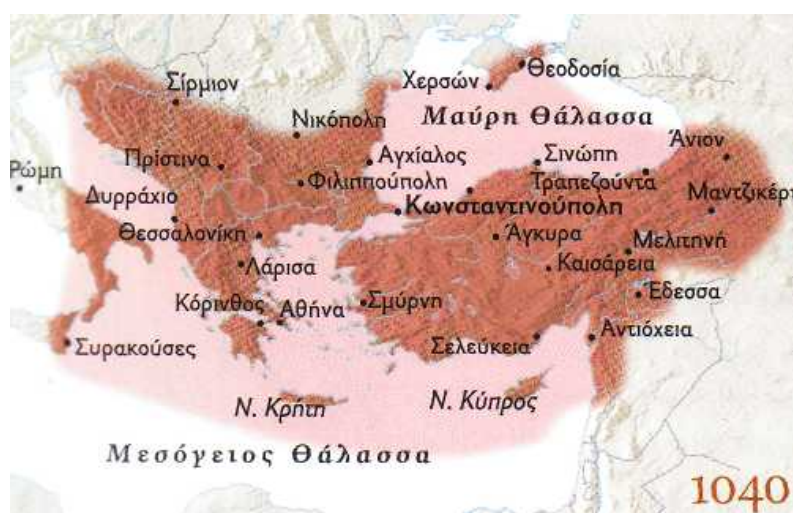 Θεοδοσία
Χερσών
Σίρμιον
Μαύρη Θάλασσα
Νικόπολη
Άνιον
Αγχίαλος
Σινώπη
Πρίστινα
Ρώμη
Φιλιππούπολη
Τραπεζούντα
Μαντζικέρτ
Δυρράχιο
Κωνσταντινούπολη
Θεσσαλονίκη
Άγκυρα
Μελιτηνή
Λάρισα
Καισάρεια
Έδεσσα
Κόρινθος
Αθήνα
Σμύρνη
Συρακούσες
Σελεύκεια
Αντιόχεια
Ν. Κρήτη
Ν. Κύπρος
Μεσόγειος Θάλασσα
1040